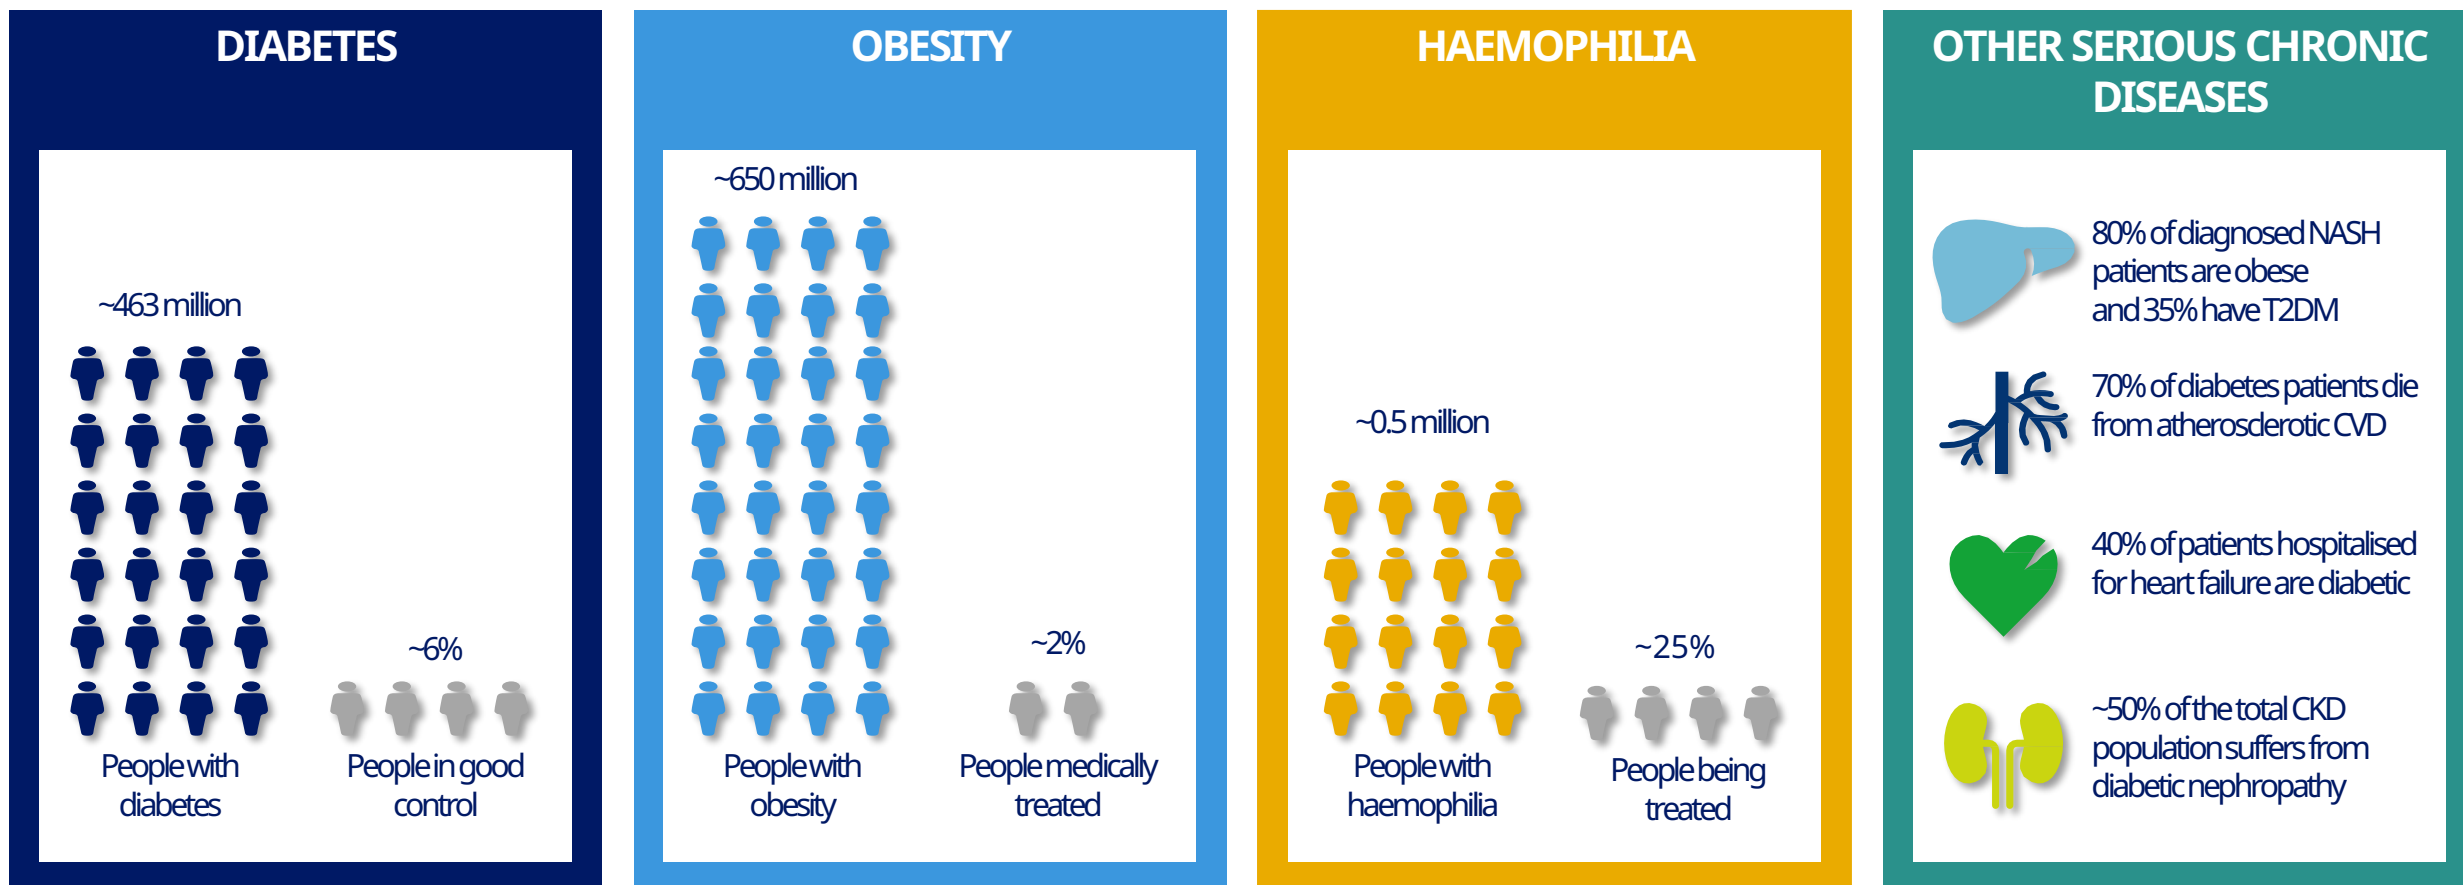 DIABETES
~463 million
~6%
People with
diabetes
People in good
control
OBESITY
~650 million
~2%
People with
obesity
People medically
treated
HAEMOPHILIA
~0.5 million
~25%
People with
haemophilia
People being
treated
OTHER SERIOUS CHRONIC
DISEASES
80% of diagnosed NASH
patients are obese
and 35% have T2DM
70% of diabetes patients die
from atherosclerotic CVD
40% of patients hospitalised
for heart failure are diabetic
~50% of the total CKD
population suffers from
diabetic nephropathy